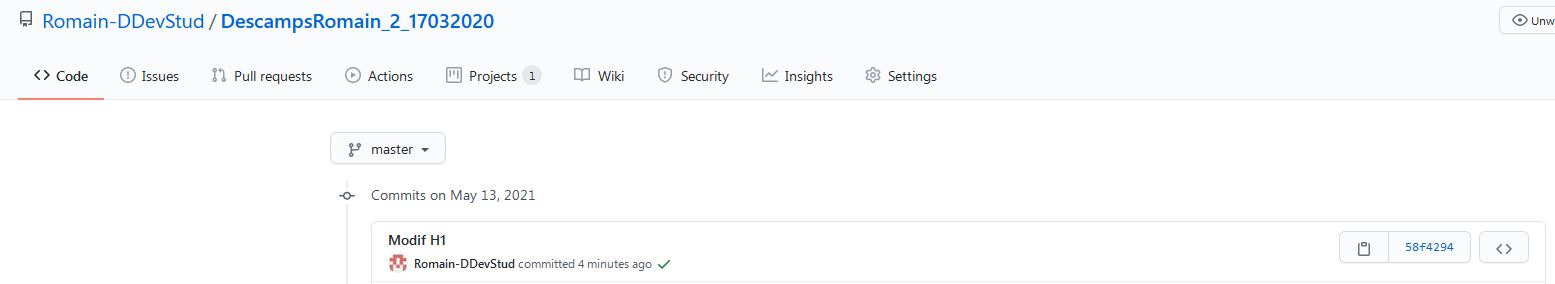 Romain-DDevStud / DescampsRomain_2_17032020
Unw
Code Issues Pull requests Actions Projects 1 Wiki Security Insights Settings
master
Commits on May 13, 2021
Modif H1
58f4294
Romain-DDevStud committed 4 minutes ago